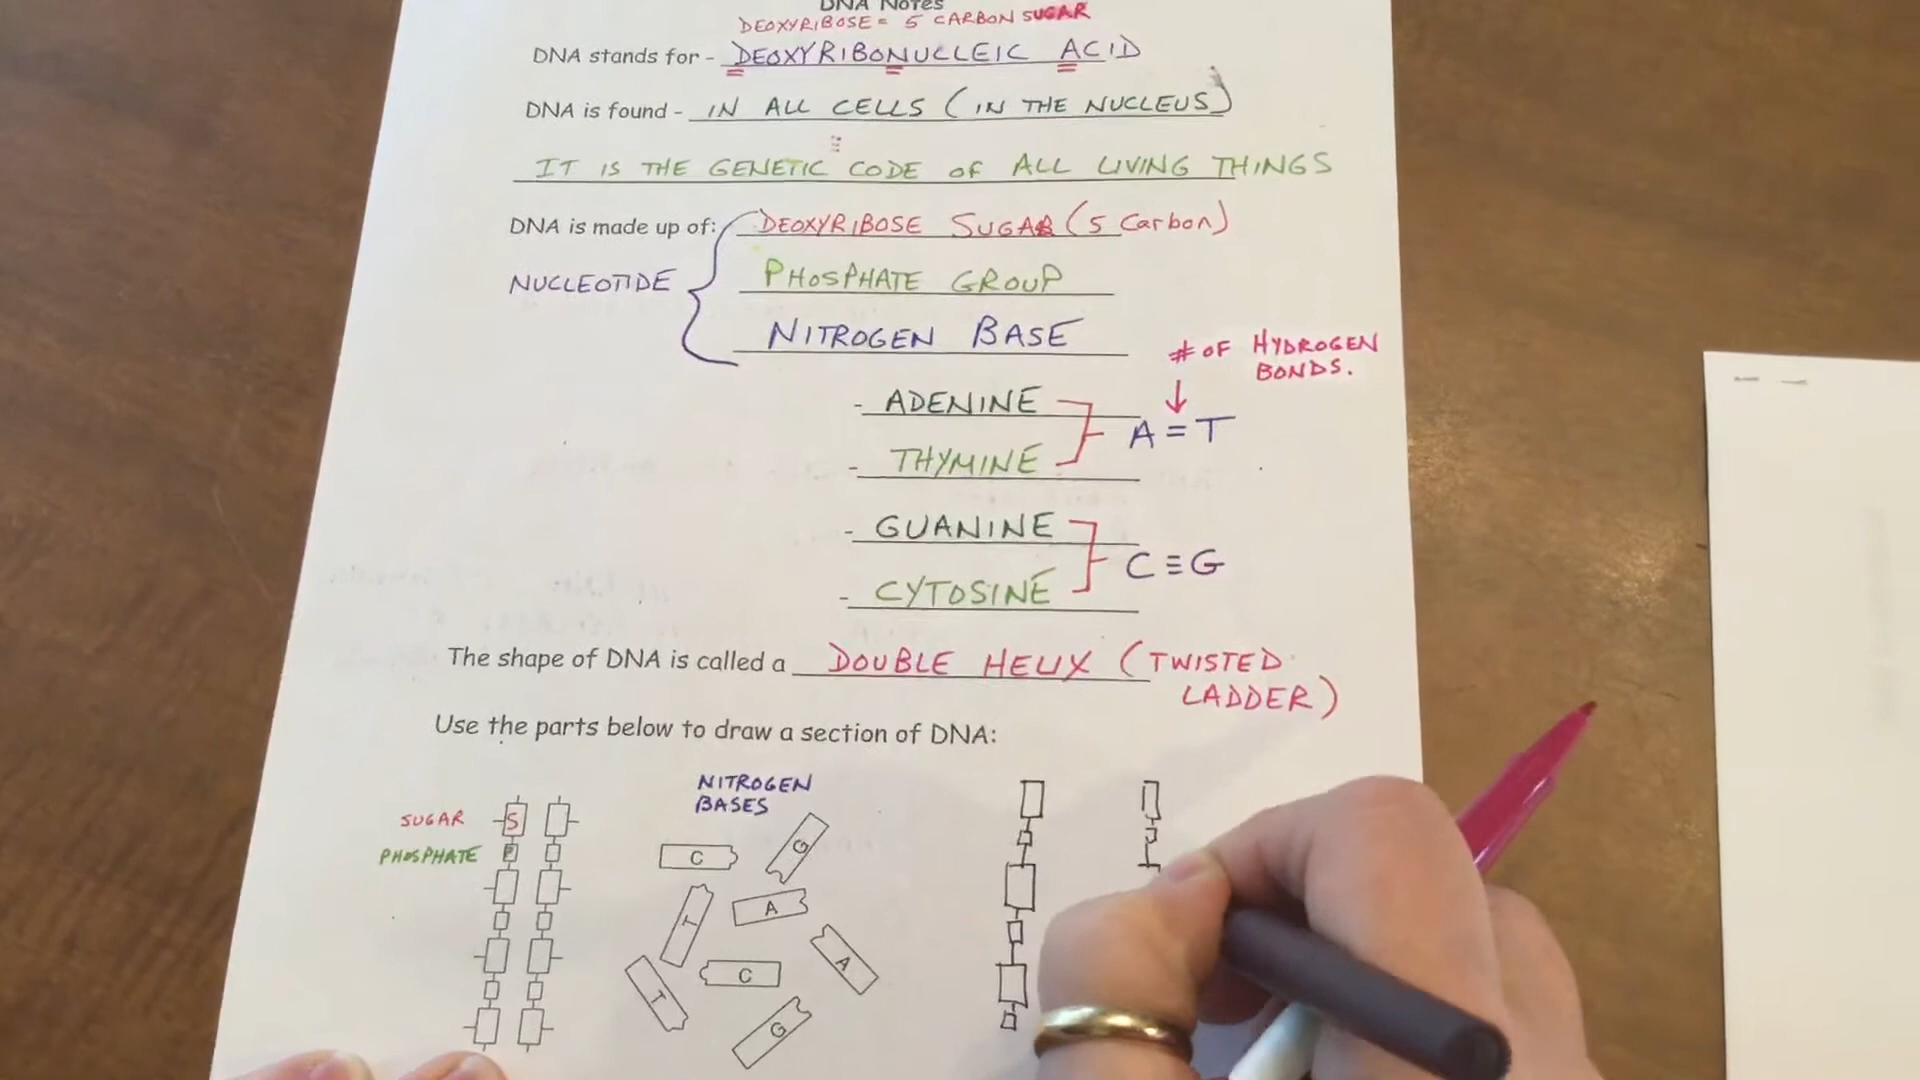 DNA Notes
DEOXYRIBOSE = 5 CARBON SUGAR
DNA stands for - DEOXYRIBONUCLEIC ACID
DNA is found - IN ALL CELLS (IN THE NUCLEUS)
IT IS THE GENETIC CODE OF ALL LIVING THINGS
DNA is made up of: DEOXYRIBOSE SUGAR (5 Carbon)
NUCLEOTIDE
PHOSPHATE GROUP
NITROGEN BASE
# OF HYDROGEN
BONDS.
- ADENINE
A = T
- THYMINE
- GUANINE
C ≡ G
- CYTOSINE
The shape of DNA is called a DOUBLE HELIX (TWISTED
LADDER)
Use the parts below to draw a section of DNA:
NITROGEN
BASES
SUGAR S
PHOSPHATE P
C
G
T
A
A
C
T
G